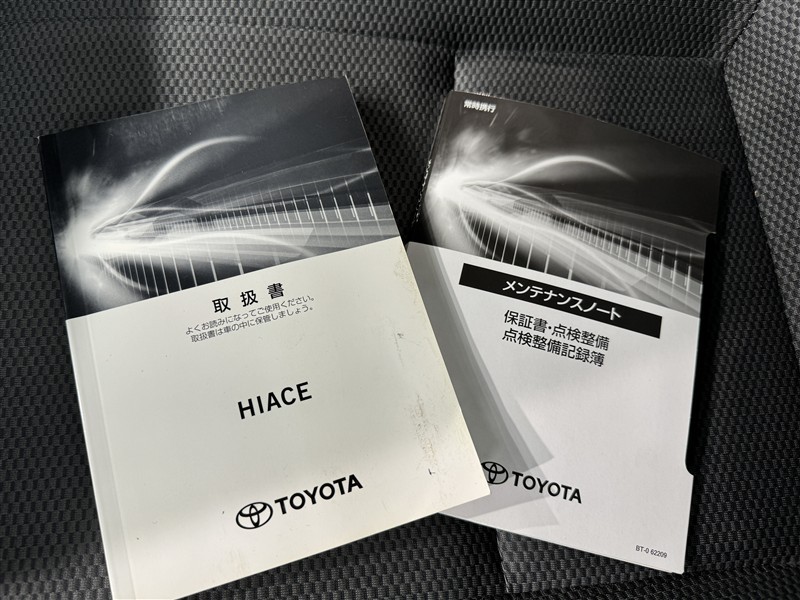 取扱書
よくお読みになってご使用ください。
取扱書は車の中に保管しましょう。
HIACE
TOYOTA
常時携行
メンテナンスノート
保証書・点検整備
点検整備記録簿
TOYOTA
BT-0 62209